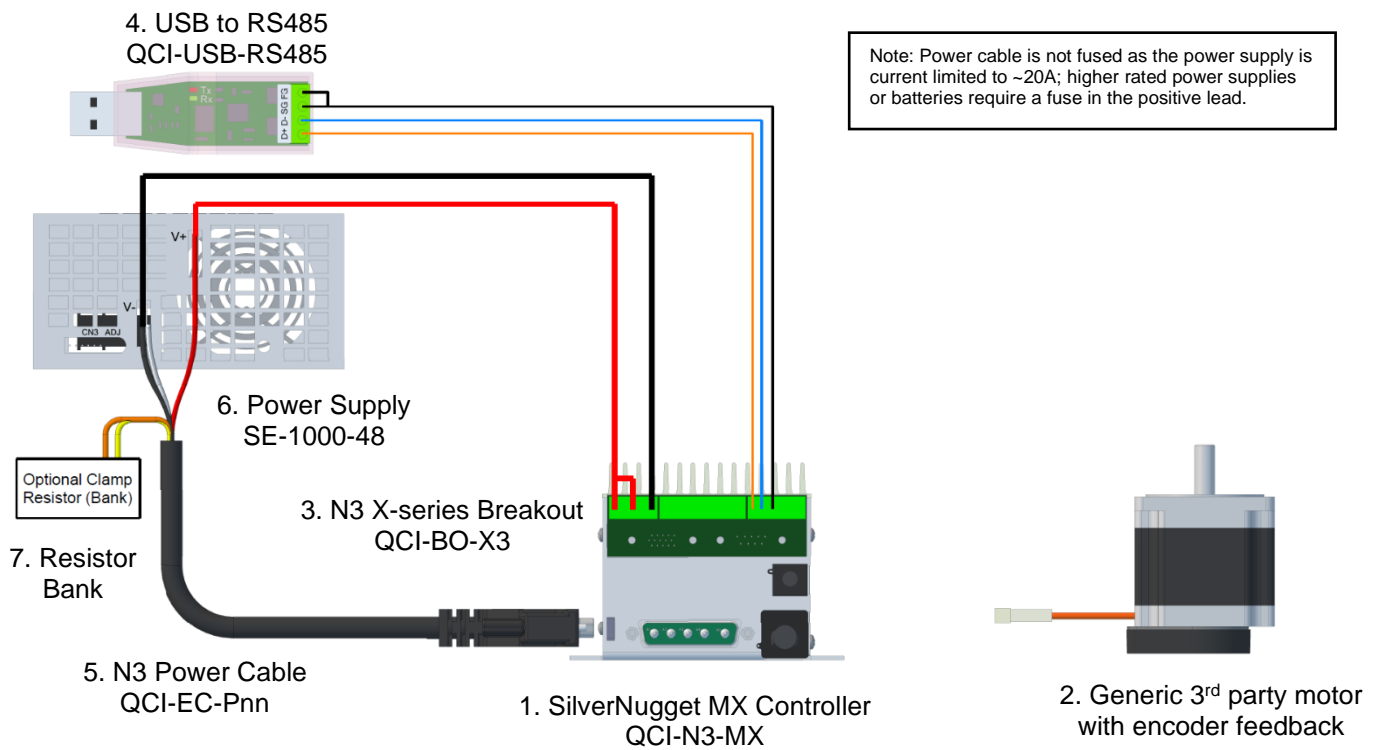 4. USB to RS485
QCI-USB-RS485
Note: Power cable is not fused as the power supply is
current limited to ~20A; higher rated power supplies
or batteries require a fuse in the positive lead.
Tx
Rx
D+ D- SG FG
V+
V-
CN3 ADJ
6. Power Supply
SE-1000-48
Optional Clamp
Resistor (Bank)
7. Resistor
Bank
3. N3 X-series Breakout
QCI-BO-X3
5. N3 Power Cable
QCI-EC-Pnn
1. SilverNugget MX Controller
QCI-N3-MX
2. Generic 3rd party motor
with encoder feedback